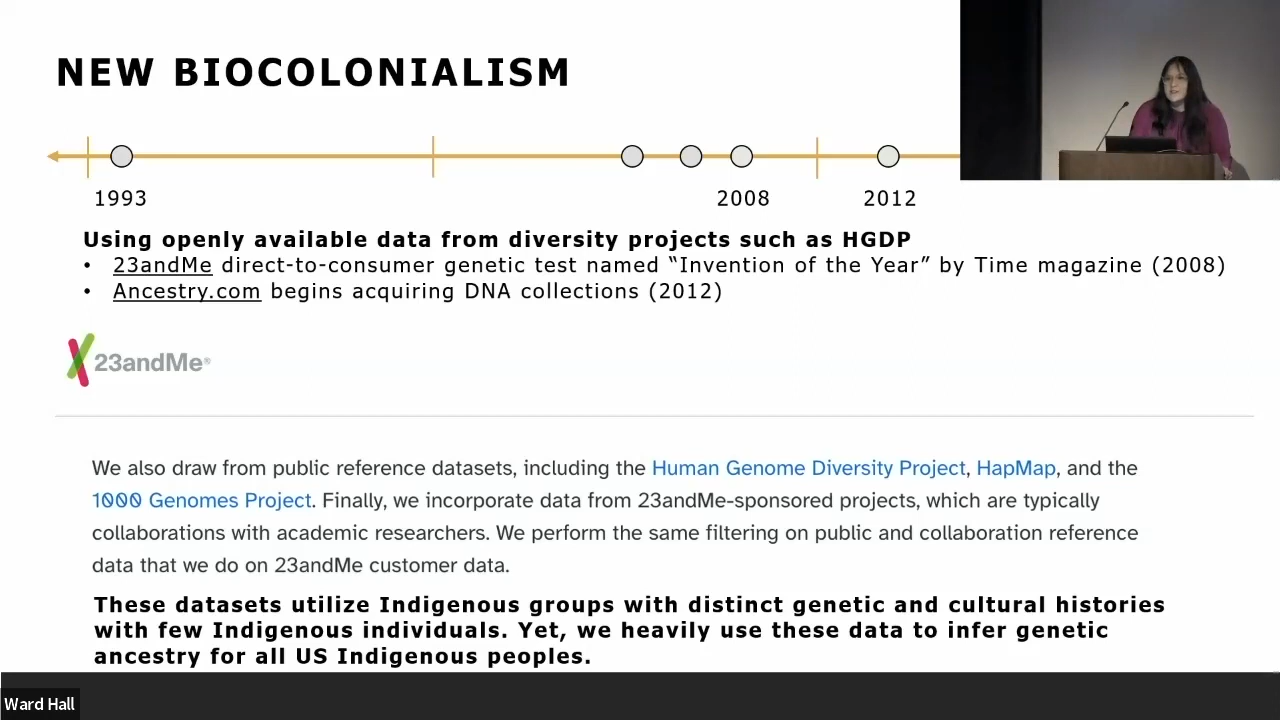 NEW BIOCOLONIALISM
1993
2008
2012
Using openly available data from diversity projects such as HGDP
• 23andMe direct-to-consumer genetic test named “Invention of the Year” by Time magazine (2008)
• Ancestry.com begins acquiring DNA collections (2012)
23andMe®
We also draw from public reference datasets, including the Human Genome Diversity Project, HapMap, and the
1000 Genomes Project. Finally, we incorporate data from 23andMe-sponsored projects, which are typically
collaborations with academic researchers. We perform the same filtering on public and collaboration reference
data that we do on 23andMe customer data.
These datasets utilize Indigenous groups with distinct genetic and cultural histories
with few Indigenous individuals. Yet, we heavily use these data to infer genetic
ancestry for all US Indigenous peoples.
Ward Hall